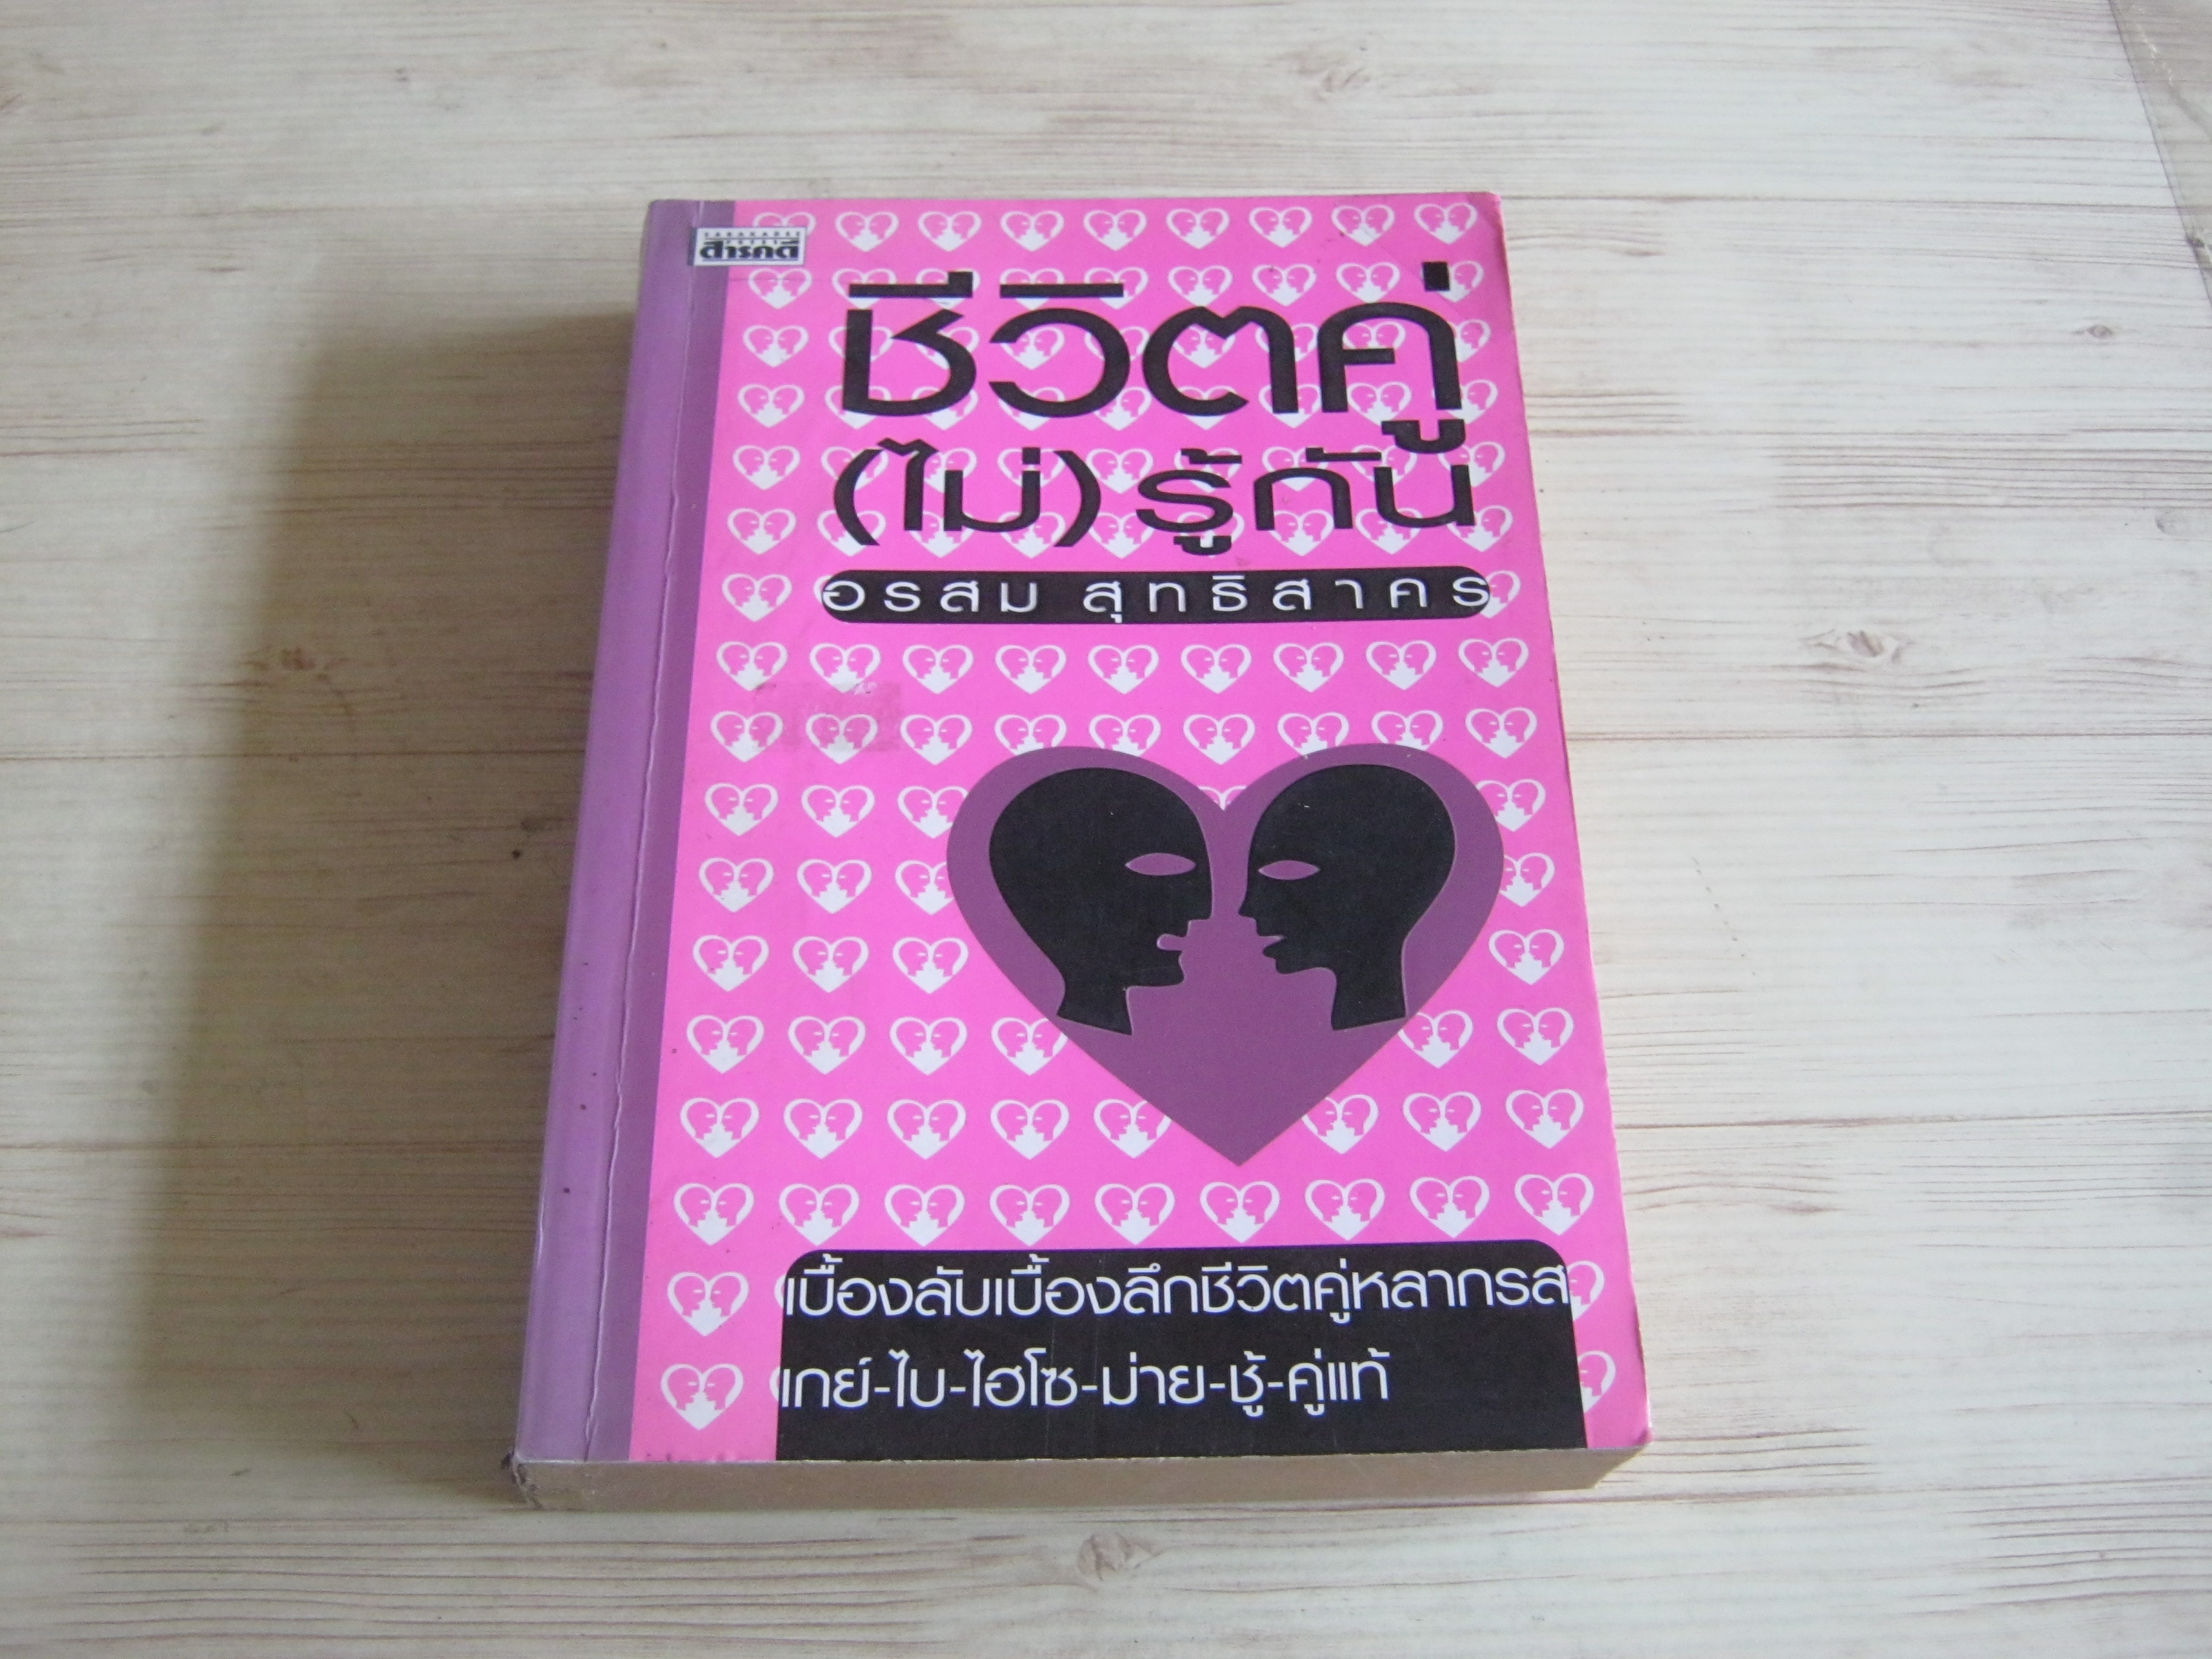 SARAKADEE
PRESS
สารคดี
ชีวิตคู่
(ไม่) รู้กัน
อรสม สุทธิสาคร
เบื้องลับเบื้องลึกชีวิตคู่หลากรส
เกย์-ไบ-ไฮโซ-ม่าย-ชู้-คู่แท้